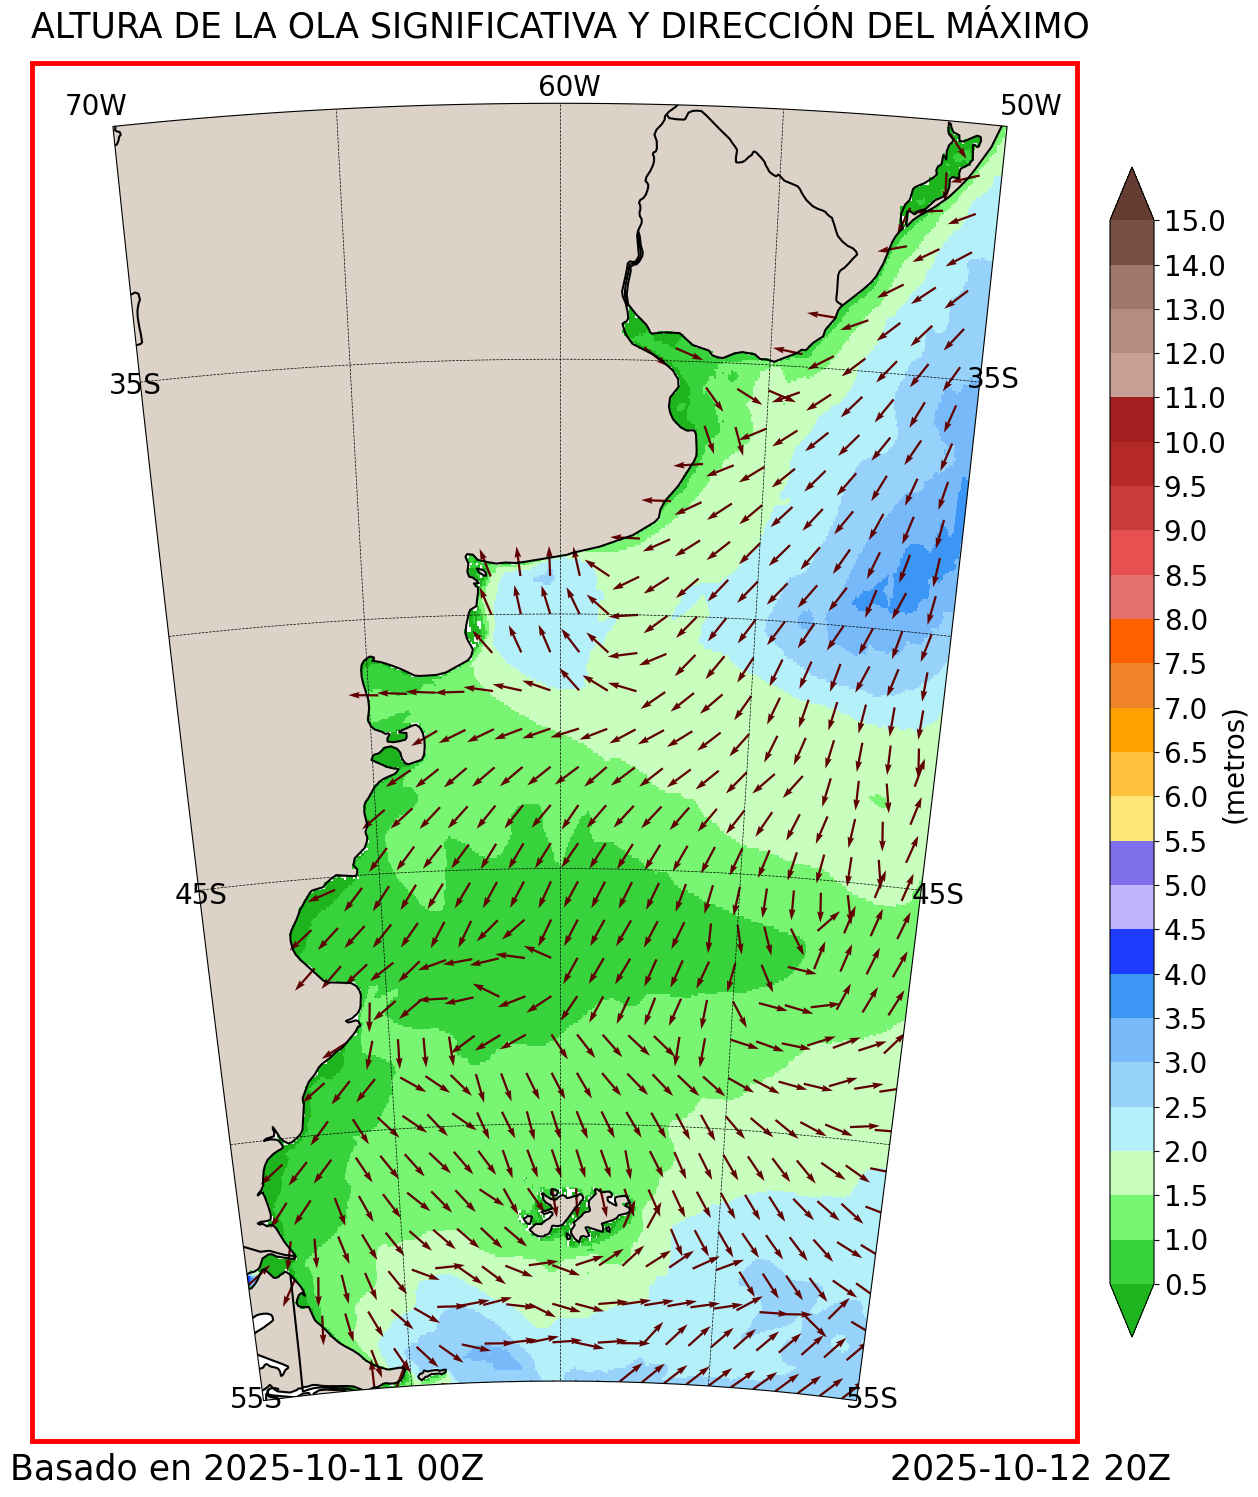 ALTURA DE LA OLA SIGNIFICATIVA Y DIRECCIÓN DEL MÁXIMO
70W
60W
50W
35S
35S
45S
45S
55S
55S
15.0
14.0
13.0
12.0
11.0
10.0
9.5
9.0
8.5
8.0
7.5
7.0
6.5
6.0
5.5
5.0
4.5
4.0
3.5
3.0
2.5
2.0
1.5
1.0
0.5
(metros)
Basado en 2025-10-11 00Z
2025-10-12 20Z